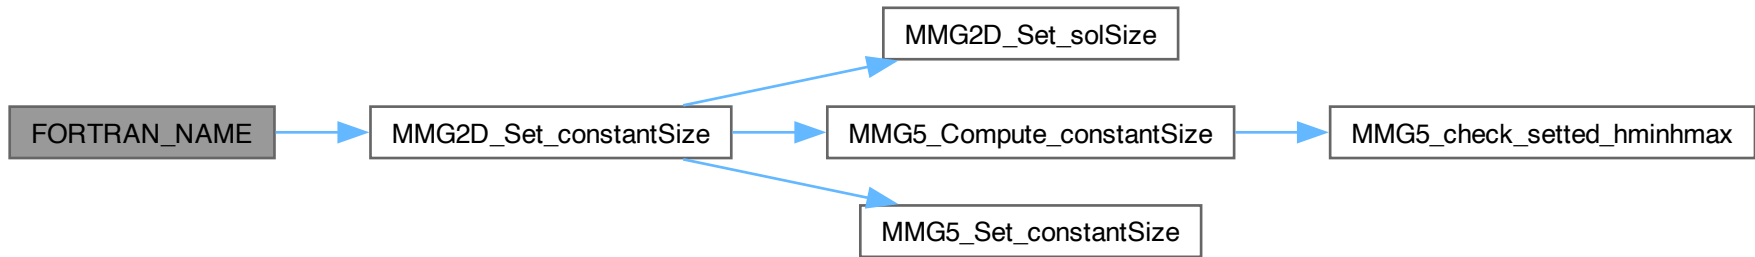 MMG2D_Set_solSize
FORTRAN_NAME
MMG2D_Set_constantSize
MMG5_Compute_constantSize
MMG5_check_setted_hminhmax
MMG5_Set_constantSize